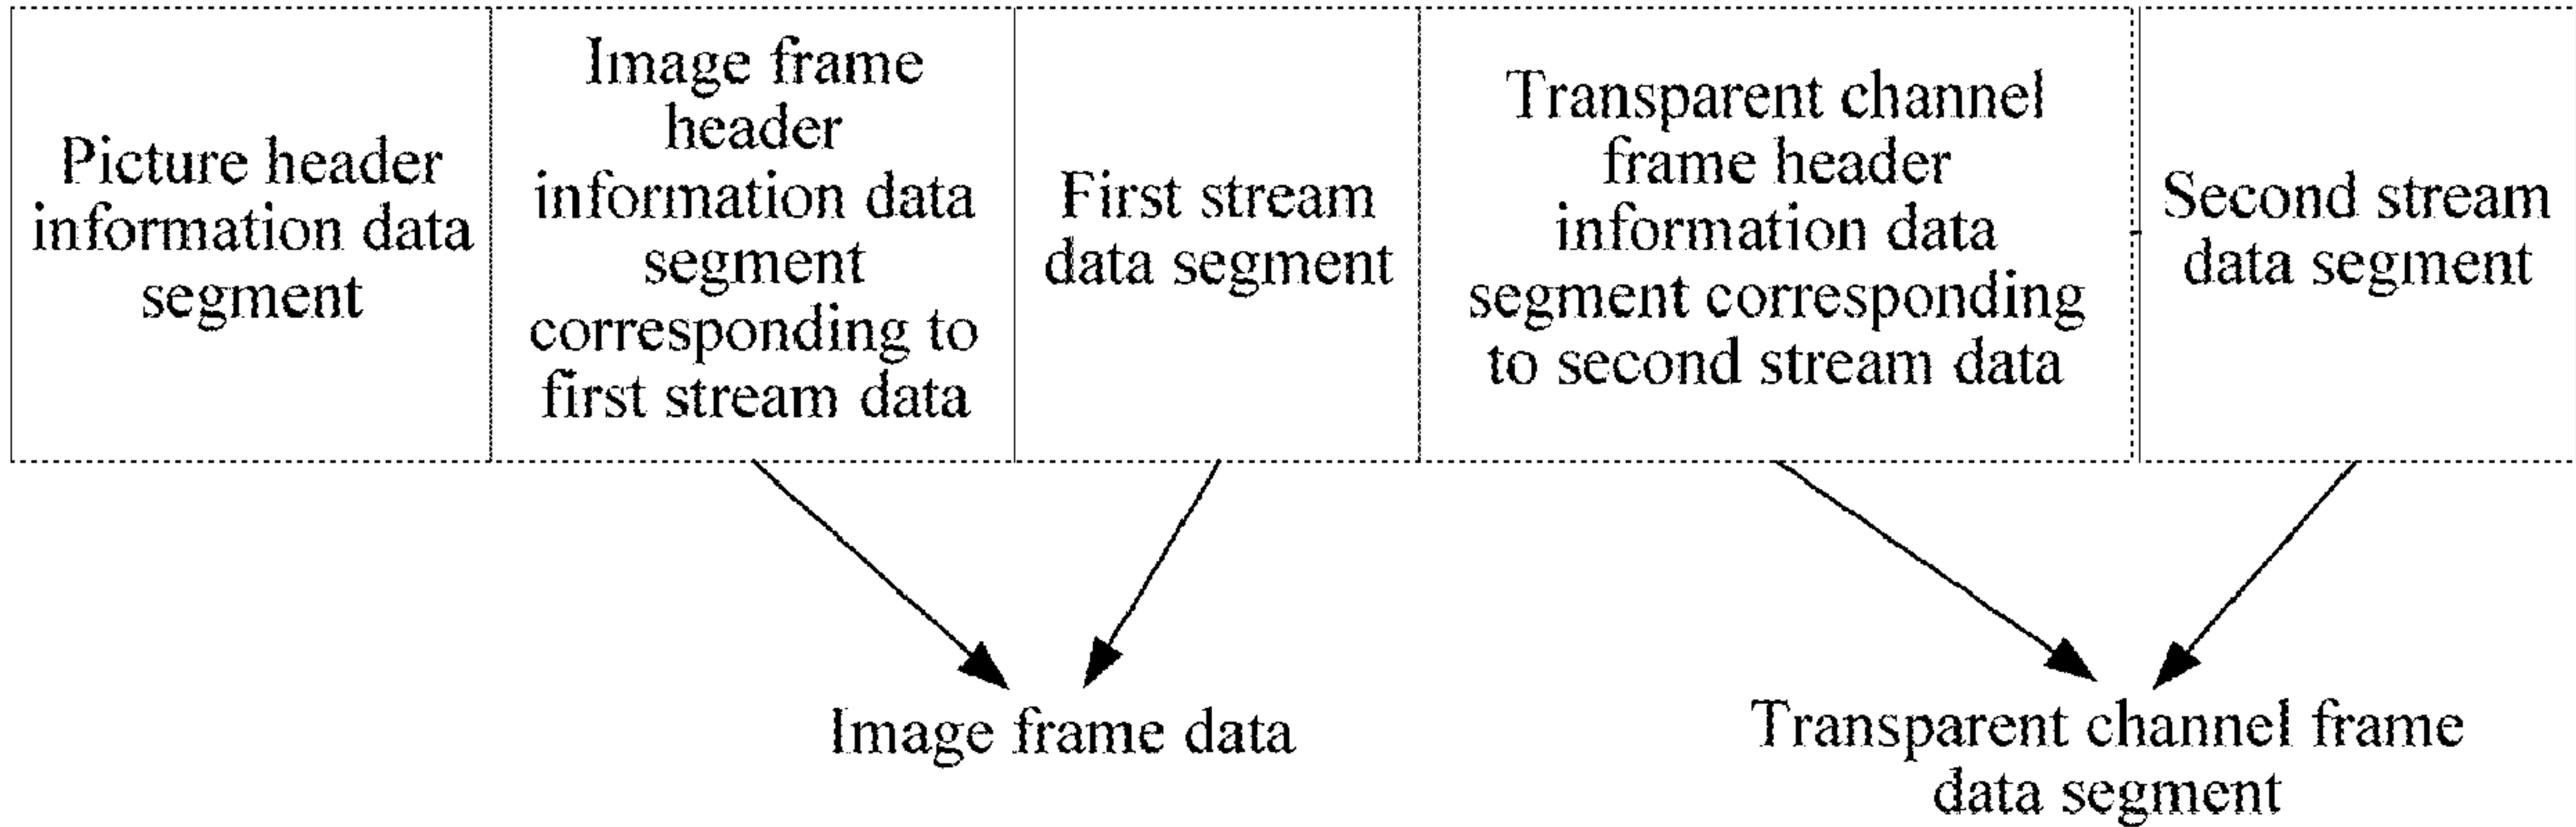 Picture header
information data
segment
Image frame
header
information data
segment
corresponding to
first stream data
First stream
data segment
Transparent channel
frame header
information data
segment corresponding
to second stream data
Second stream
data segment
Image frame data
Transparent channel frame
data segment